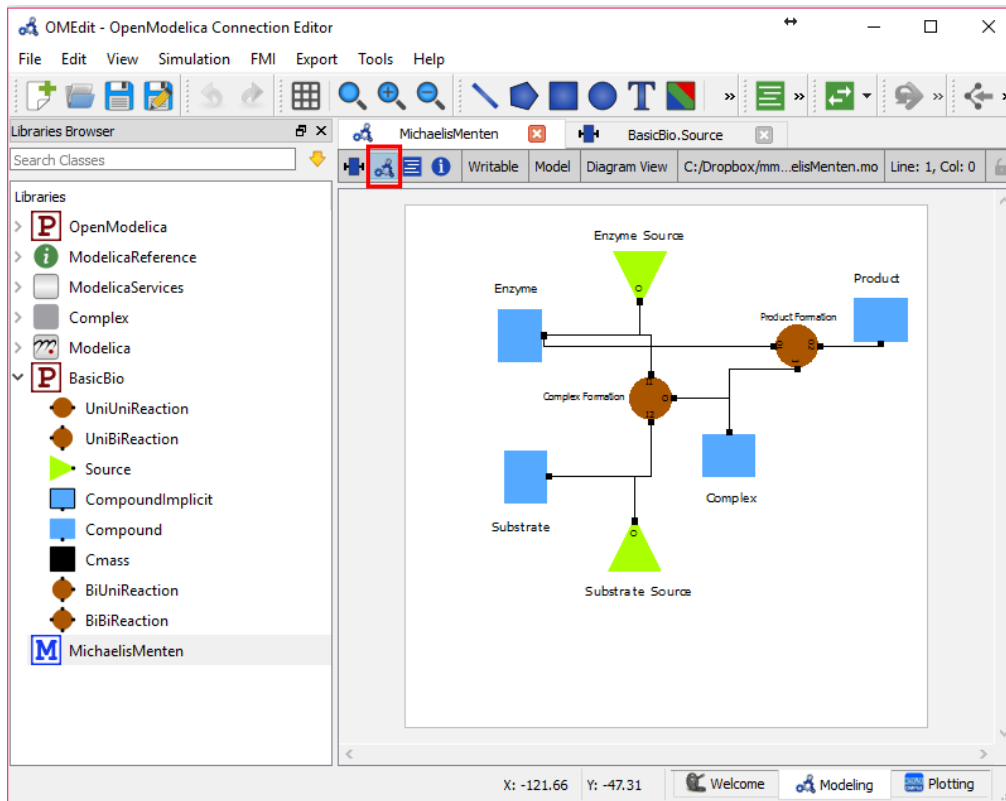 OMEdit - OpenModelica Connection Editor
File Edit View Simulation FMI Export Tools Help
T » » » »
Libraries Browser
MichaelisMenten
BasicBio.Source
Search Classes
Writable Model Diagram View C:/Dropbox/mm...elisMenten.mo Line: 1, Col: 0
Libraries
P OpenModelica
i ModelicaReference
ModelicaServices
Complex
m Modelica
P BasicBio
UniUniReaction
UniBiReaction
Source
CompoundImplicit
Compound
Cmass
BiUniReaction
BiBiReaction
M MichaelisMenten
Enzyme Source
O
Enzyme
Product
Product Formation
O2
I
Complex Formation
I1
O
I2
Complex
Substrate
O
Substrate Source
X: -121.66 Y: -47.31 Welcome Modeling Plotting